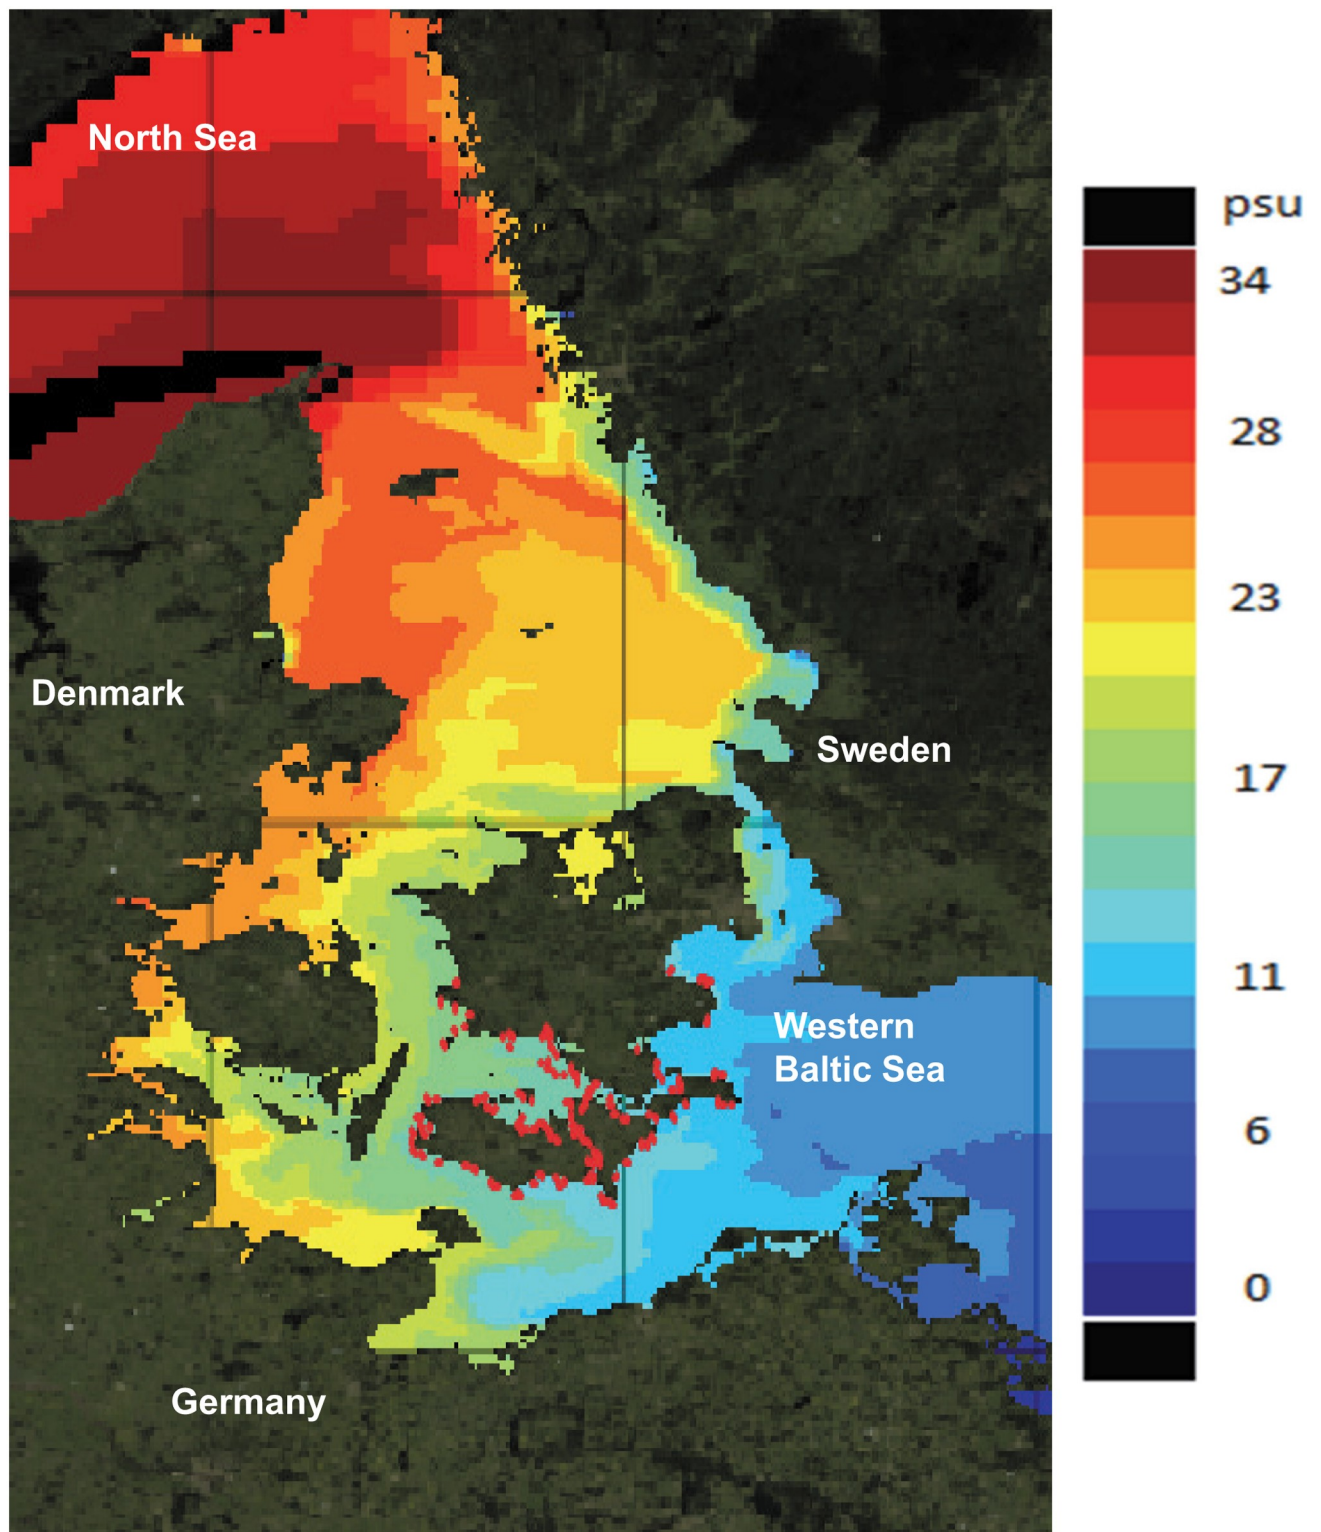 North Sea
Denmark
Sweden
Western
Baltic Sea
Germany
psu
34
28
23
17
11
6
0